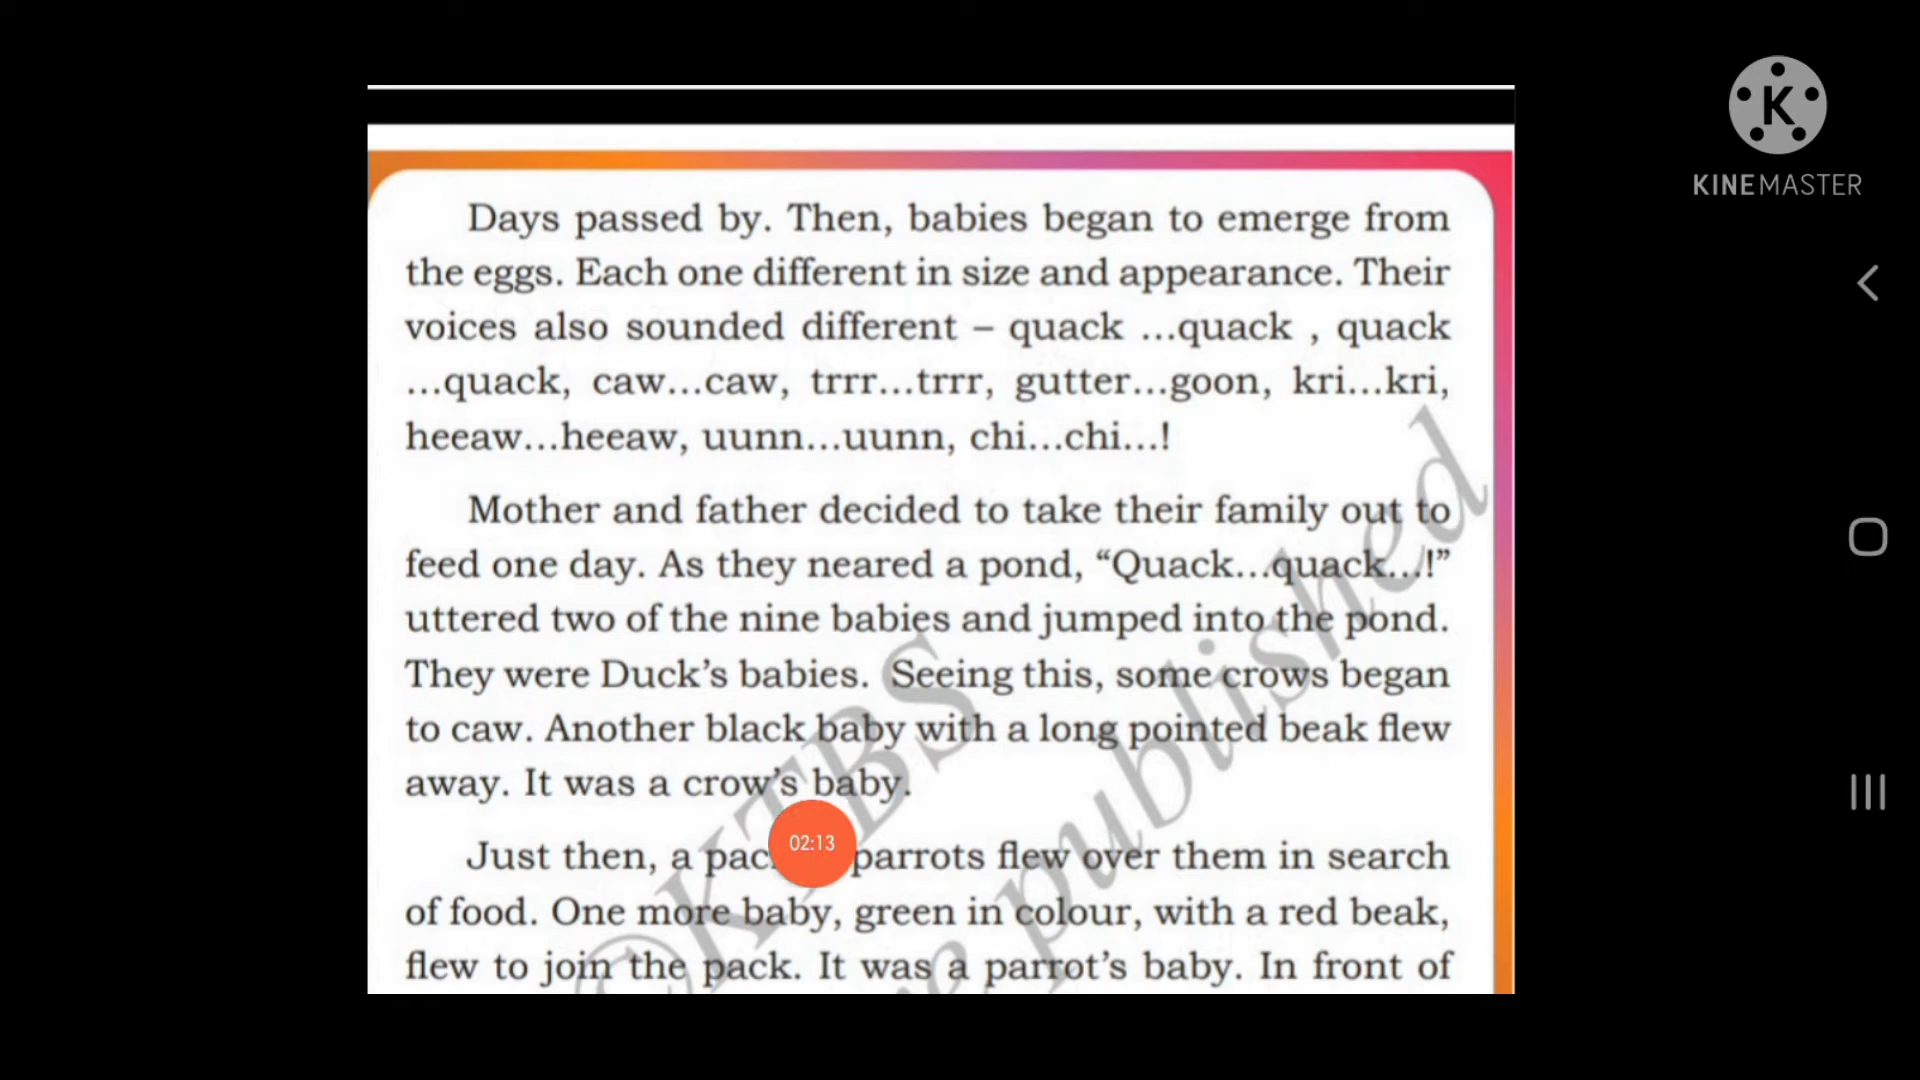 Days passed by. Then, babies began to emerge from
the eggs. Each one different in size and appearance. Their
voices also sounded different – quack ...quack , quack
...quack, caw...caw, trrr...trrr, gutter...goon, kri...kri,
heeaw...heeaw, uunn...uunn, chi...chi...!
Mother and father decided to take their family out to
feed one day. As they neared a pond, “Quack...quack...!”
uttered two of the nine babies and jumped into the pond.
They were Duck’s babies. Seeing this, some crows began
to caw. Another black baby with a long pointed beak flew
away. It was a crow’s baby.
Just then, a parrots flew over them in search
of food. One more baby, green in colour, with a red beak,
flew to join the pack. It was a parrot’s baby. In front of
©KTBS
published
02:13
K
KINEMASTER